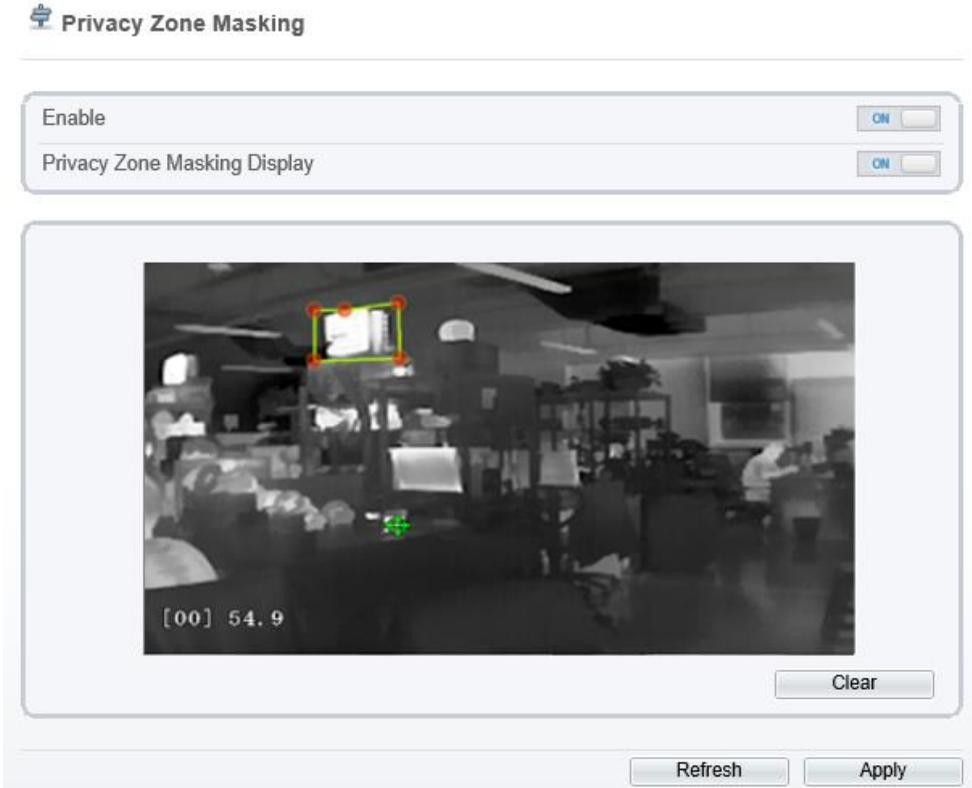 Privacy Zone Masking
Enable
ON
Privacy Zone Masking Display
ON
[00] 54.9
Clear
Refresh
Apply